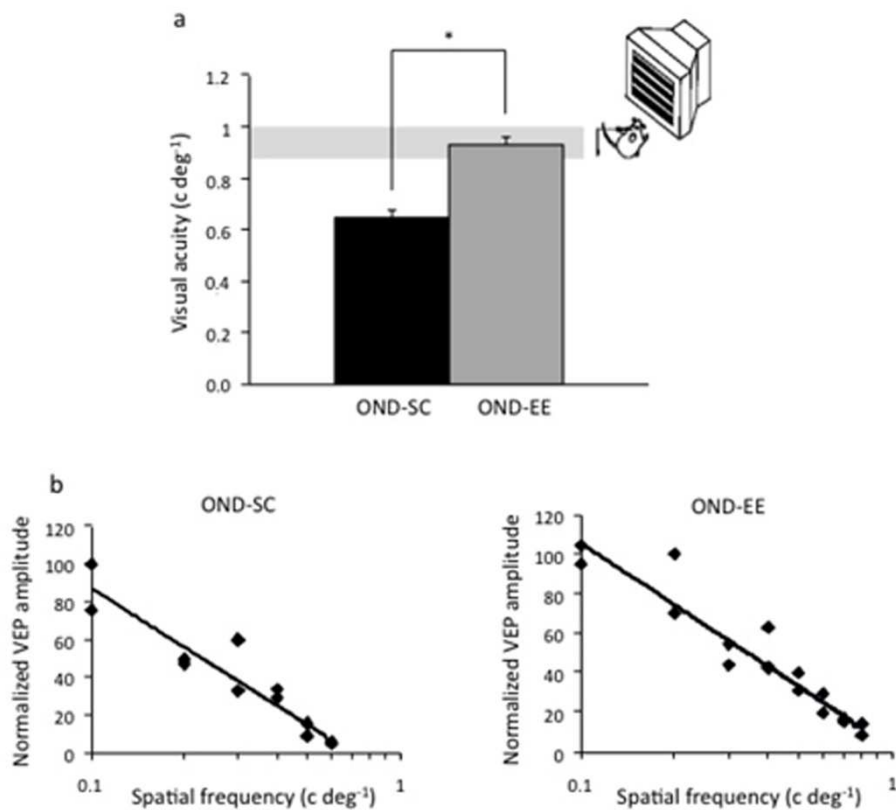 a
*
Visual acuity (c deg⁻¹)
1.2
1
0.8
0.6
0.4
0.2
0.0
OND-SC OND-EE
b
OND-SC
Normalized VEP amplitude
120
100
80
60
40
20
0
0.1 1
Spatial frequency (c deg⁻¹)
OND-EE
Normalized VEP amplitude
120
100
80
60
40
20
0
0.1 1
Spatial frequency (c deg⁻¹)